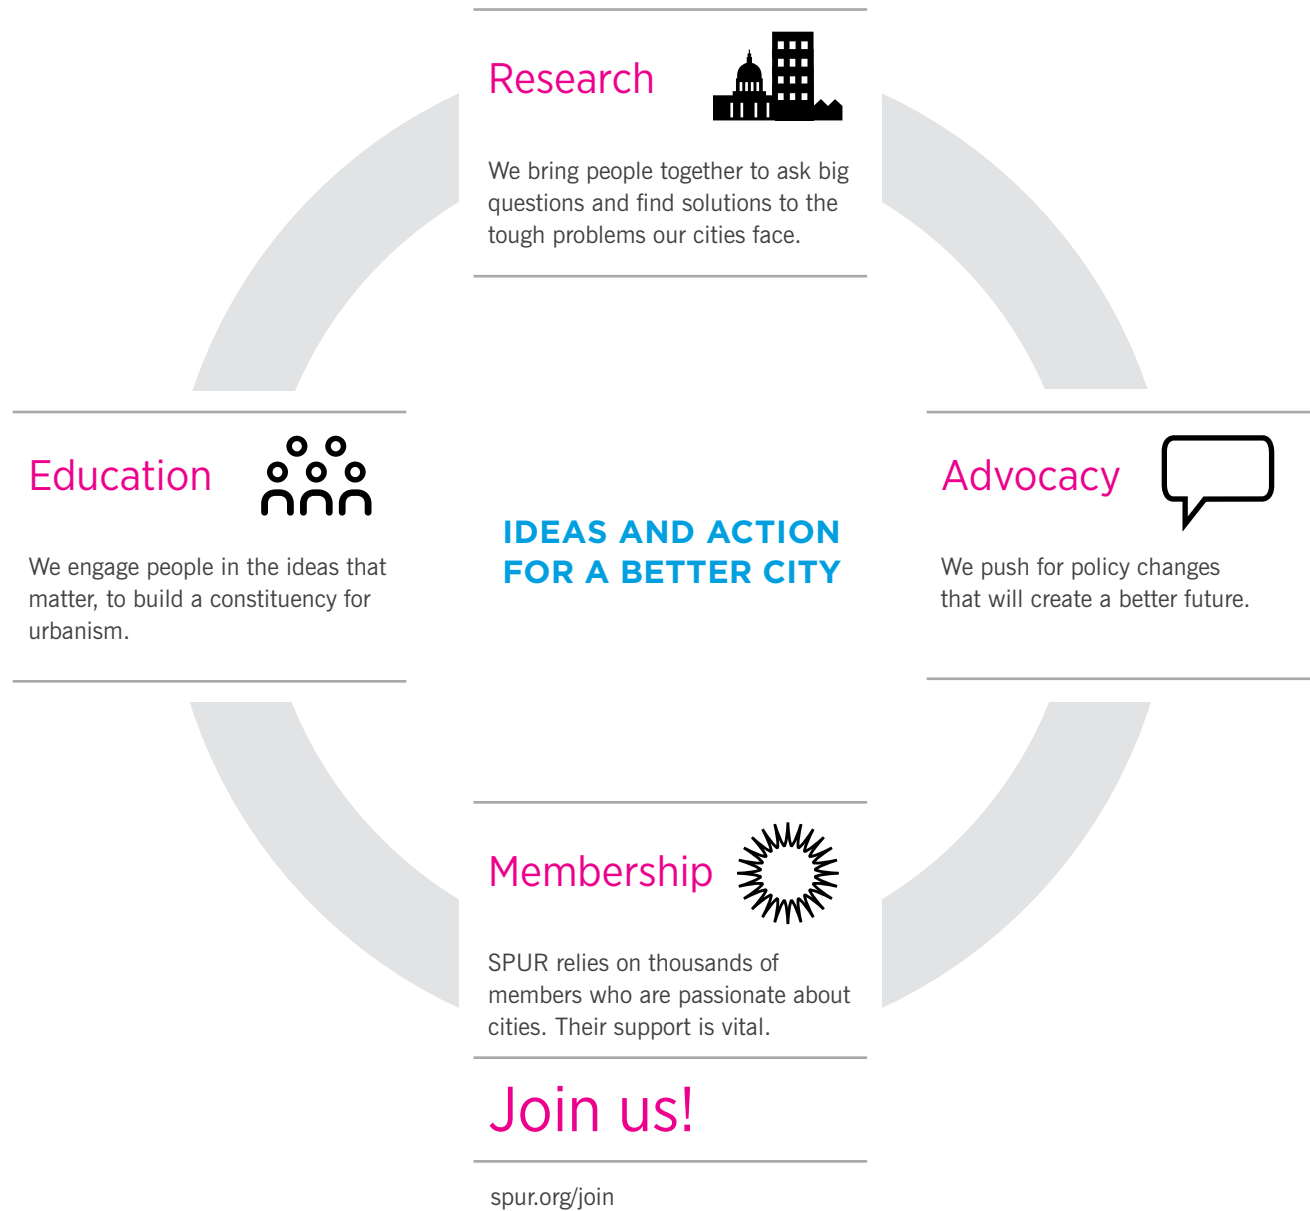 Research
We bring people together to ask big
questions and find solutions to the
tough problems our cities face.
Education
We engage people in the ideas that
matter, to build a constituency for
urbanism.
IDEAS AND ACTION
FOR A BETTER CITY
Advocacy
We push for policy changes
that will create a better future.
Membership
SPUR relies on thousands of
members who are passionate about
cities. Their support is vital.
Join us!
spur.org/join